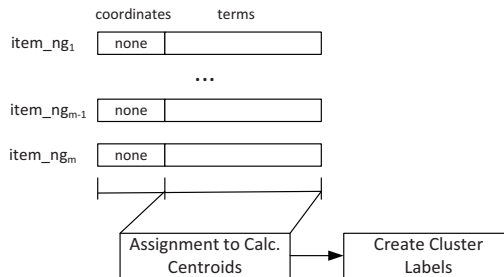 coordinates terms
item_ng1 none
...
item_ngm-1 none
item_ngm none
Assignment to Calc. Create Cluster
Centroids Labels